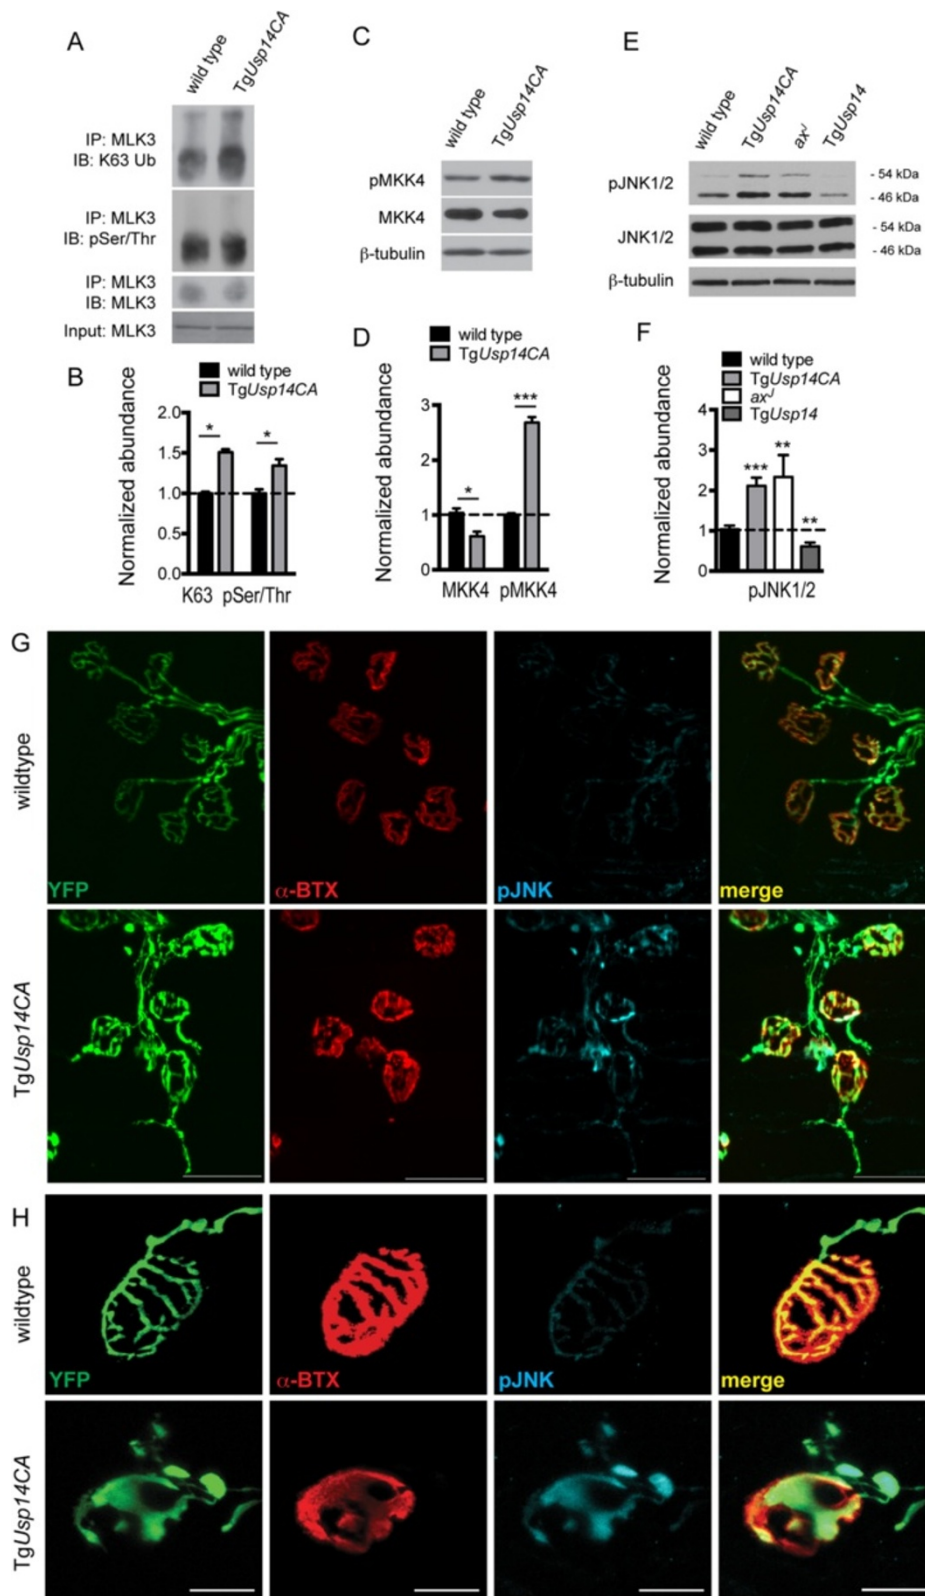 A
wild type
TgUsp14CA
IP: MLK3
IB: K63 Ub
IP: MLK3
IB: pSer/Thr
IP: MLK3
IB: MLK3
Input: MLK3
B
wild type
TgUsp14CA
Normalized abundance
2.0
1.5
1.0
0.5
0.0
*
*
K63 pSer/Thr
C
wild type
TgUsp14CA
pMKK4
MKK4
β-tubulin
D
wild type
TgUsp14CA
Normalized abundance
3
2
1
0
*
***
MKK4 pMKK4
E
wild type
TgUsp14CA
axJ
TgUsp14
pJNK1/2
- 54 kDa
- 46 kDa
JNK1/2
- 54 kDa
- 46 kDa
β-tubulin
F
wild type
TgUsp14CA
axJ
TgUsp14
Normalized abundance
4
3
2
1
0
***
**
**
pJNK1/2
G
wildtype
YFP
α-BTX
pJNK
merge
TgUsp14CA
H
wildtype
YFP
α-BTX
pJNK
merge
TgUsp14CA